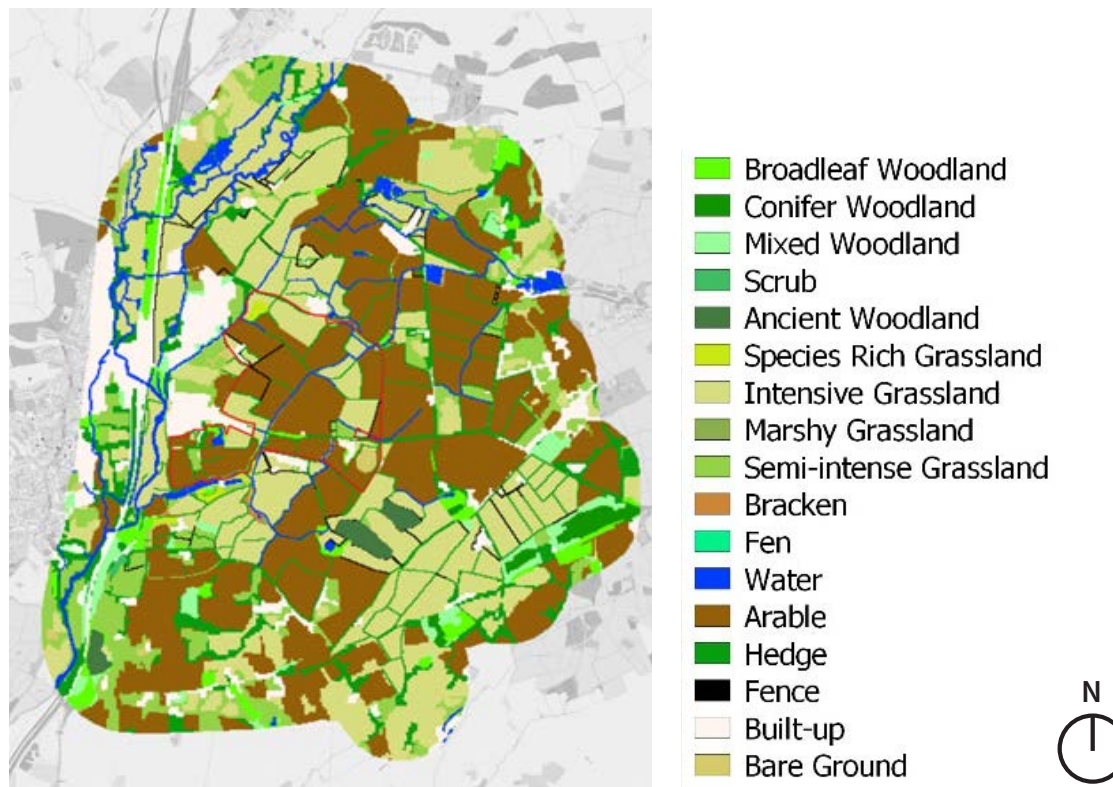 Broadleaf Woodland
Conifer Woodland
Mixed Woodland
Scrub
Ancient Woodland
Species Rich Grassland
Intensive Grassland
Marshy Grassland
Semi-intense Grassland
Bracken
Fen
Water
Arable
Hedge
Fence
Built-up
Bare Ground
N